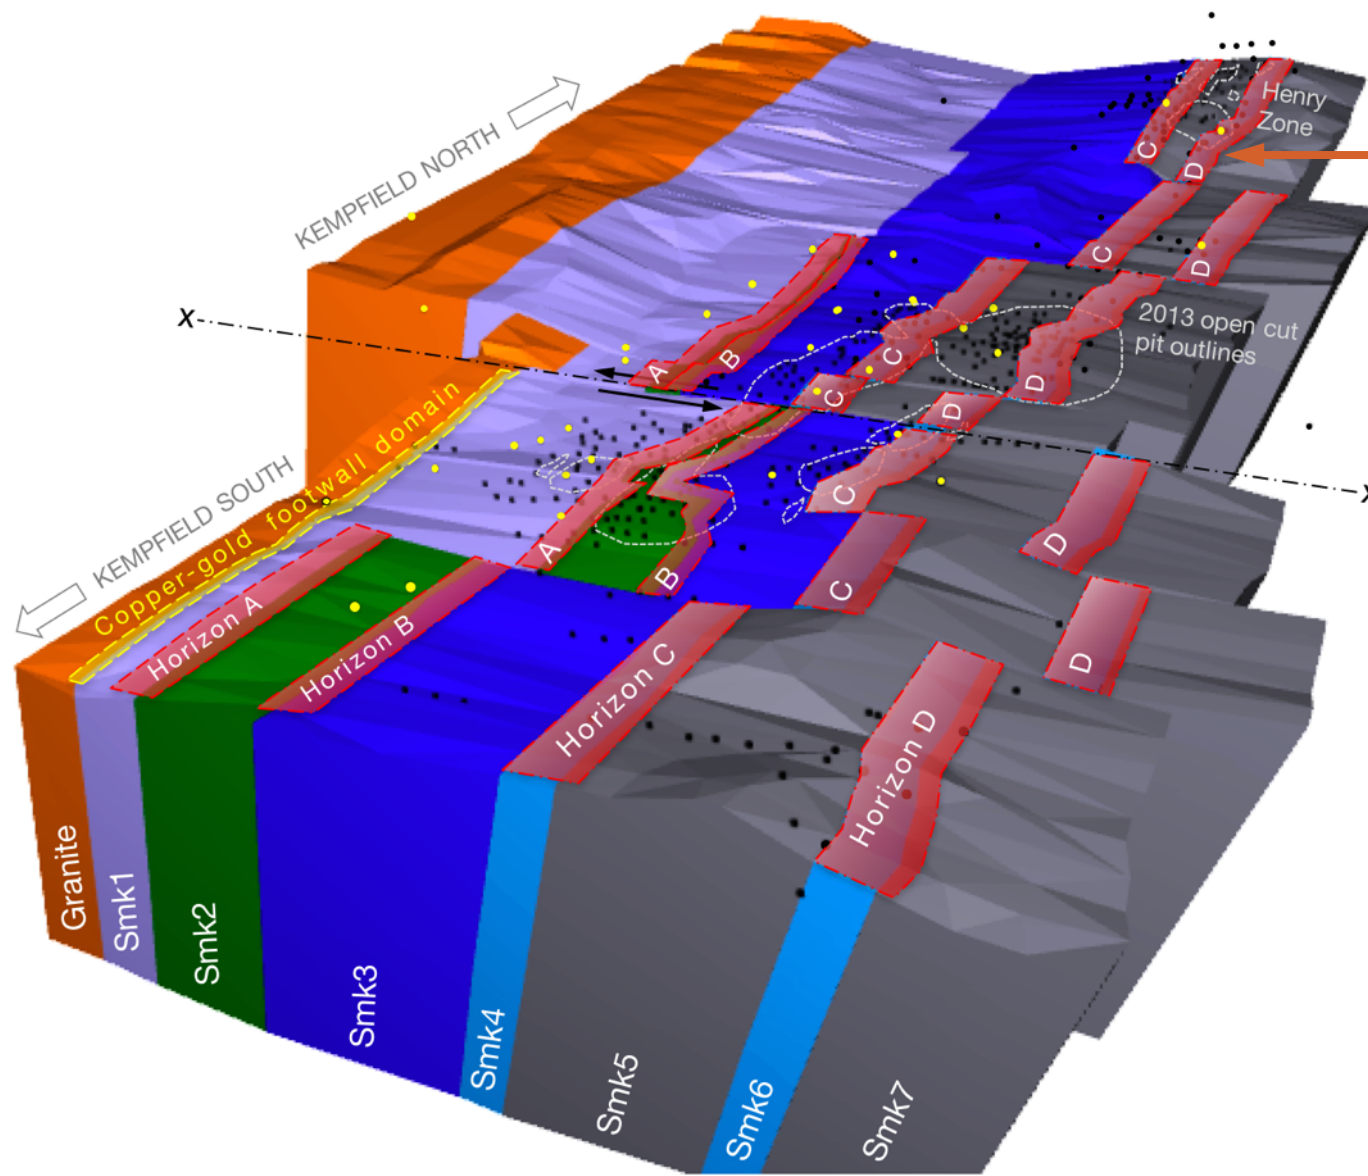 KEMPFIELD NORTH
Henry
Zone
C
D
C
D
X
A
B
C
C
2013 open cut
pit outlines
D
D
C
D
X
KEMPFIELD SOUTH
Copper-gold footwall domain
A
B
C
D
Horizon A
Horizon B
Horizon C
Horizon D
Granite
Smk1
Smk2
Smk3
Smk4
Smk5
Smk6
Smk7